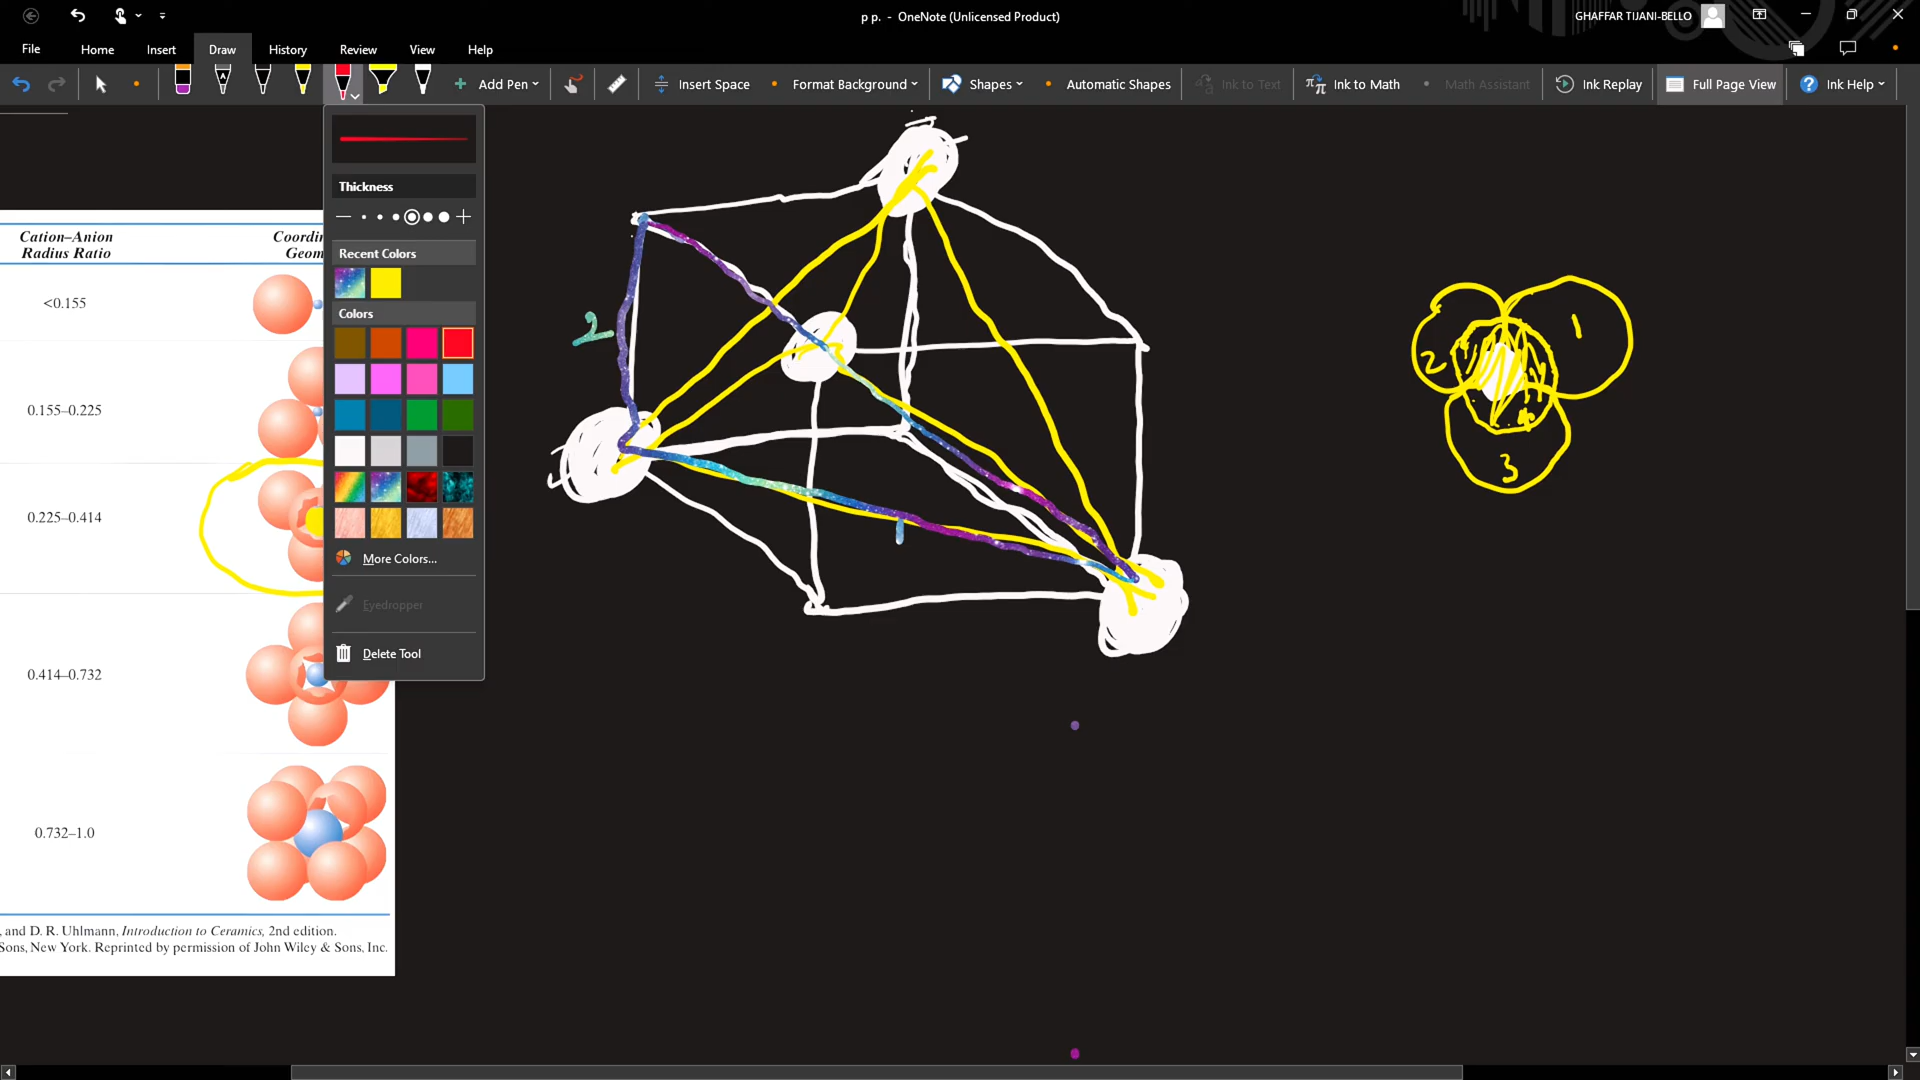 p p. - OneNote (Unlicensed Product)
GHAFFAR TIJANI-BELLO
File
Home
Insert
Draw
History
Review
View
Help
Add Pen
Insert Space
Format Background
Shapes
Automatic Shapes
Ink to Text
Ink to Math
Math Assistant
Ink Replay
Full Page View
Ink Help
Thickness
Recent Colors
Colors
More Colors...
Eyedropper
Delete Tool
Cation–Anion
Radius Ratio
Coordin
Geom
<0.155
0.155–0.225
0.225–0.414
0.414–0.732
0.732–1.0
, and D. R. Uhlmann, Introduction to Ceramics, 2nd edition.
Sons, New York. Reprinted by permission of John Wiley & Sons, Inc.
2
1
1
2
3
4